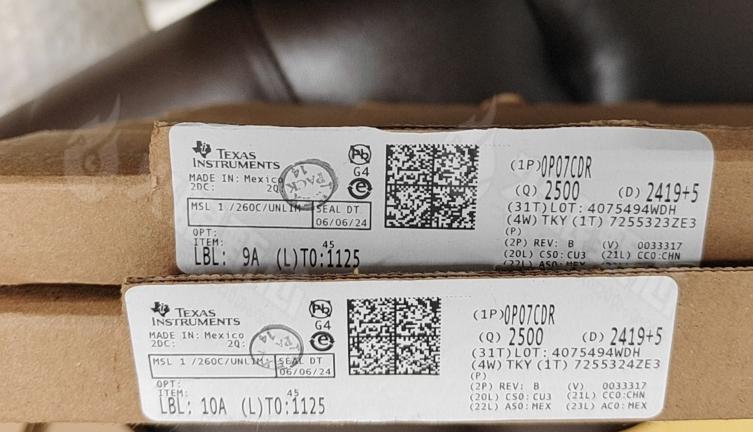 TEXAS
INSTRUMENTS
MADE IN: Mexico
2DC: 2Q:
PACK
14
MSL 1 /260C/UNLIM
SEAL DT
06/06/24
OPT:
ITEM:
45
LBL: 9A (L)TO:1125
Pb
G4
e
(1P)OP07CDR
(Q) 2500 (D) 2419+5
(31T)LOT: 4075494WDH
(4W) TKY (1T) 7255323ZE3
(P)
(2P) REV: B (V) 0033317
(20L) CSO: CU3 (21L) CCO:CHN
(22L) ASO: MEX
TEXAS
INSTRUMENTS
MADE IN: Mexico
2DC: 2Q:
14
MSL 1 /260C/UNLIM
SEAL DT
06/06/24
OPT:
ITEM:
45
LBL: 10A (L)TO:1125
Pb
G4
e
(1P)OP07CDR
(Q) 2500 (D) 2419+5
(31T)LOT: 4075494WDH
(4W) TKY (1T) 7255324ZE3
(P)
(2P) REV: B (V) 0033317
(20L) CSO: CU3 (21L) CCO:CHN
(22L) ASO: MEX (23L) ACO: MEX